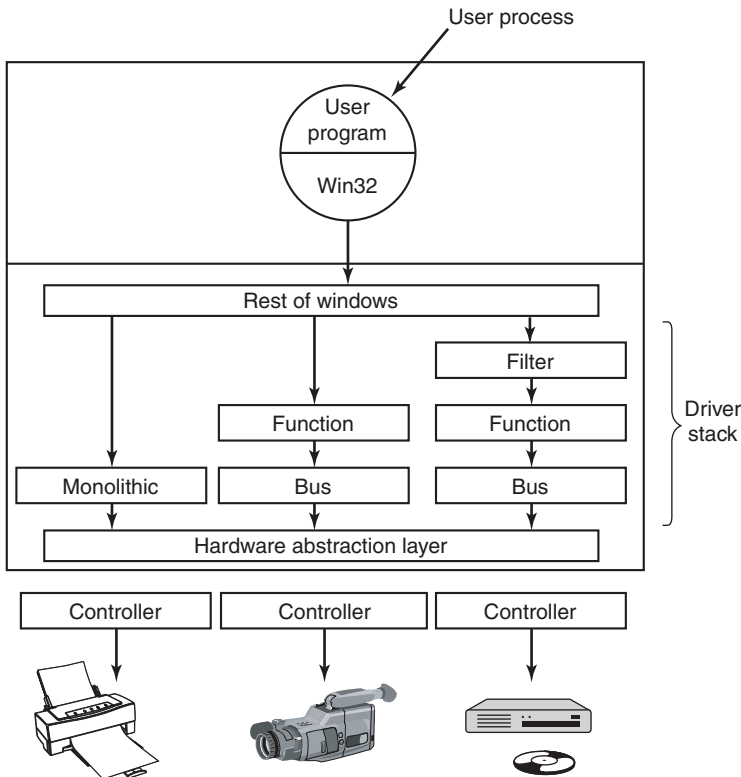 User process
User
program
Win32
Rest of windows
Filter
Function
Function
Driver
stack
Monolithic
Bus
Bus
Hardware abstraction layer
Controller
Controller
Controller